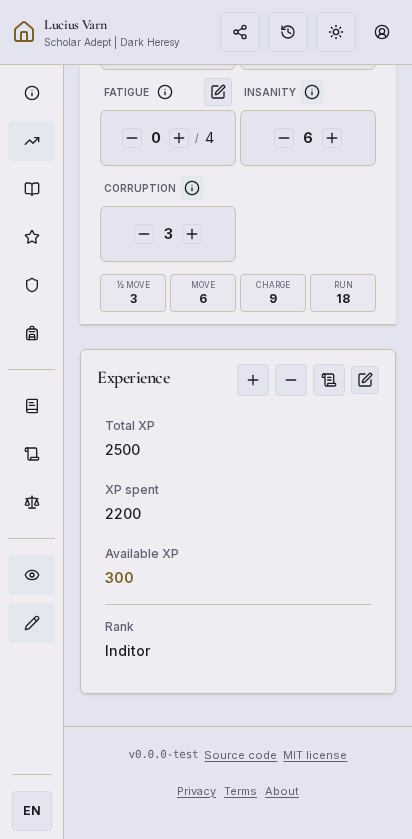 Lucius Varn
Scholar Adept | Dark Heresy
FATIGUE
INSANITY
0 / 4
6
CORRUPTION
3
½ MOVE
3
MOVE
6
CHARGE
9
RUN
18
Experience
Total XP
2500
XP spent
2200
Available XP
300
Rank
Inditor
v0.0.0-test Source code MIT license
Privacy Terms About
EN